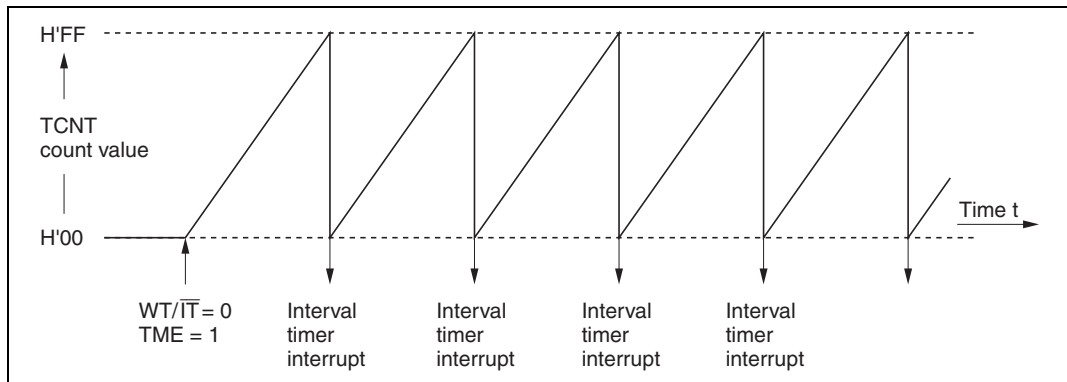 H'FF
TCNT
count value
H'00
Time t
WT/I̅T̅ = 0
TME = 1
Interval
timer
interrupt
Interval
timer
interrupt
Interval
timer
interrupt
Interval
timer
interrupt